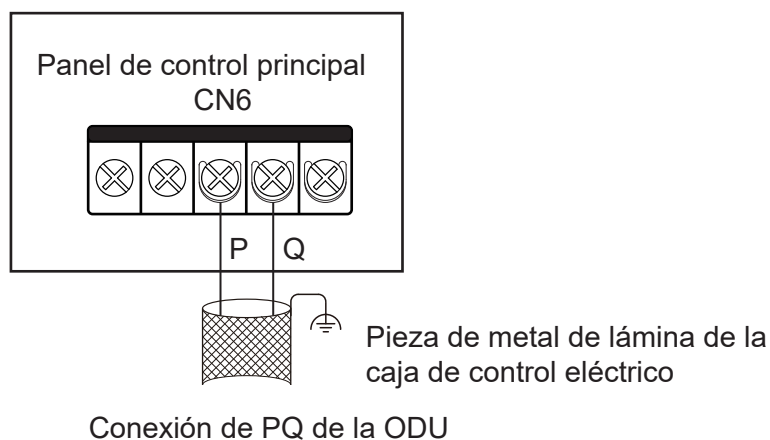 Panel de control principal
CN6
P Q
Pieza de metal de lámina de la
caja de control eléctrico
Conexión de PQ de la ODU